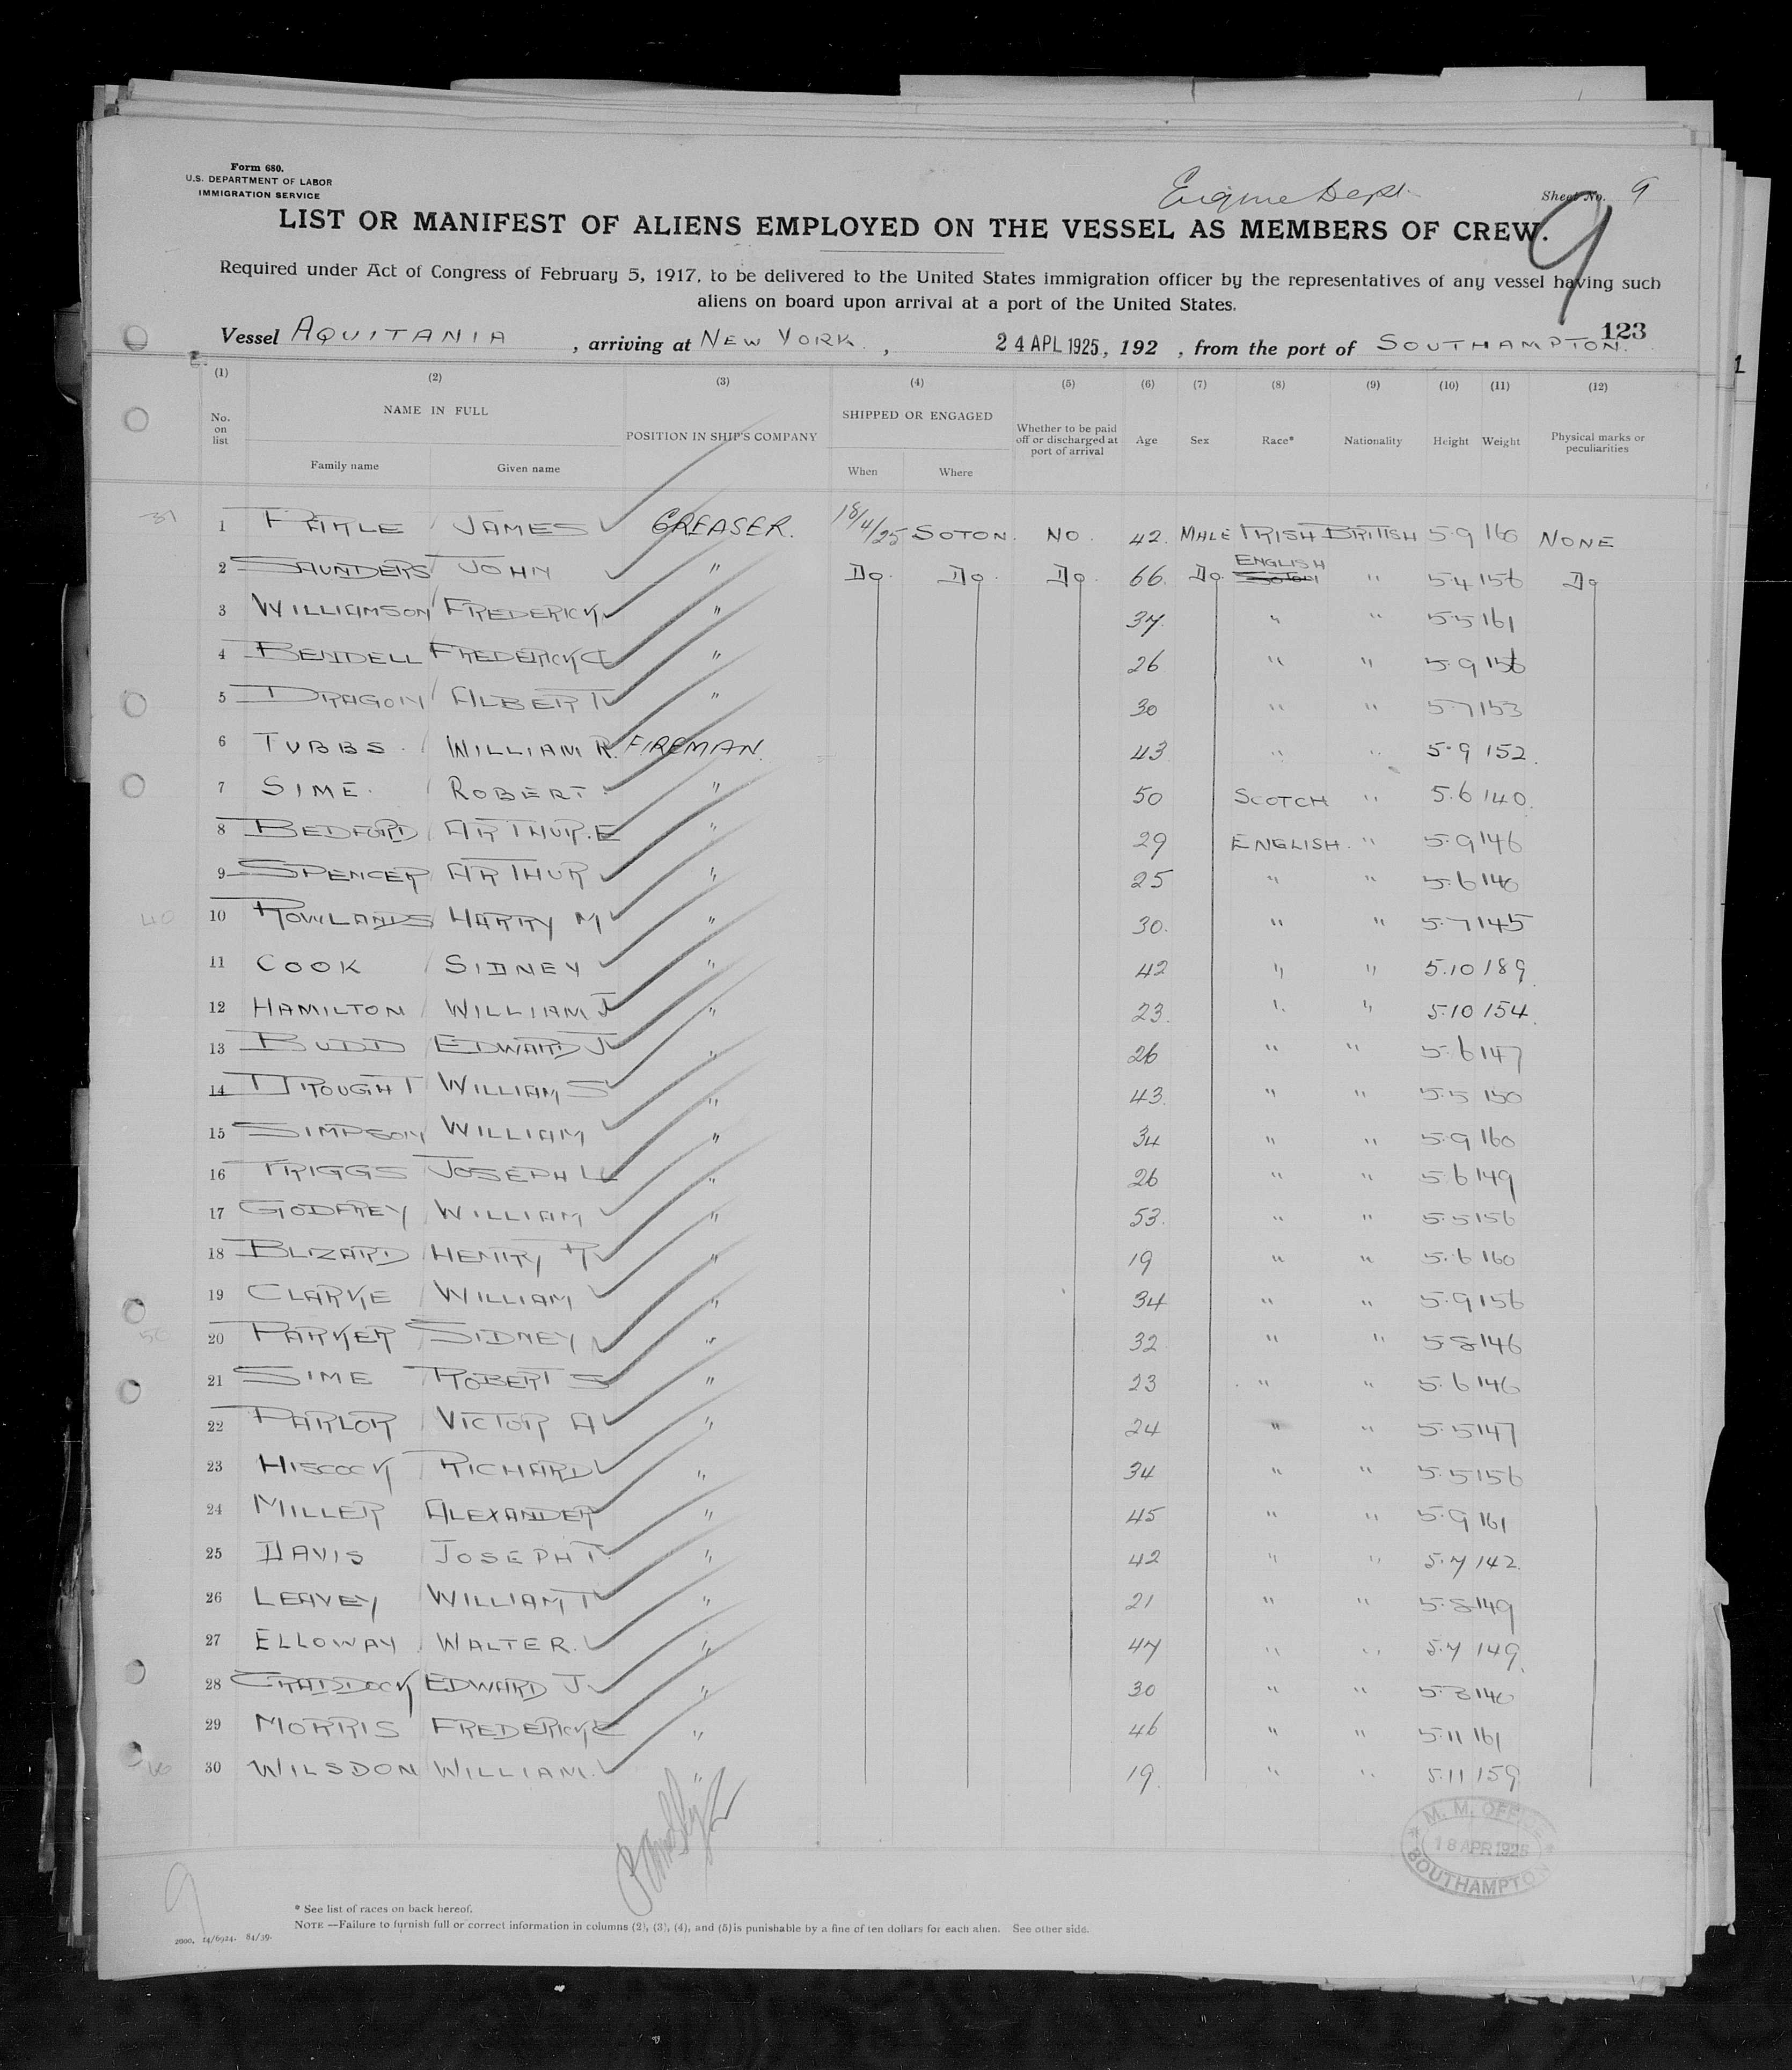 Form 680.
U.S. DEPARTMENT OF LABOR
IMMIGRATION SERVICE
Engine Dept.
Sheet No. 9
9
LIST OR MANIFEST OF ALIENS EMPLOYED ON THE VESSEL AS MEMBERS OF CREW.
Required under Act of Congress of February 5, 1917, to be delivered to the United States immigration officer by the representatives of any vessel having such
aliens on board upon arrival at a port of the United States.
123
Vessel AQUITANIA, arriving at NEW YORK, 24 APL 1925, 192 , from the port of SOUTHAMPTON.
(1) (2) (3) (4) (5) (6) (7) (8) (9) (10) (11) (12)
No. on list NAME IN FULL Family name Given name POSITION IN SHIP'S COMPANY SHIPPED OR ENGAGED When Where Whether to be paid off or discharged at port of arrival Age Sex Race* Nationality Height Weight Physical marks or peculiarities
1 JAMES GREASER. 18/4/25 SOTON. NO. 42. MALE IRISH BRITISH 5.9 160 NONE
2 SAUNDERS JOHN " Do. Do. Do. 66. Do. ENGLISH " 5.4 156 Do
3 WILLIAMSON FREDERICK " 37. " " 5.5 161
4 BENDELL FREDERICK C " 26 " " 5.9 156
5 DRAGON ALBERT " 30 " " 5.7 153
6 TUBBS. WILLIAM R. FIREMAN. 43 " " 5.9 152.
7 SIME. ROBERT. " 50 SCOTCH " 5.6 140.
8 BEDFORD ARTHUR.E " 29 ENGLISH. " 5.9 146
9 SPENCER ARTHUR " 25 " " 5.6 140
10 ROWLANDS HARRY M " 30. " " 5.7 145
11 COOK SIDNEY " 42 " " 5.10 189
12 HAMILTON WILLIAM J " 23. " " 5.10 154.
13 BUDD EDWARD J " 26 " " 5.6 147
14 DROUGHT WILLIAM S " 43. " " 5.5 150
15 SIMPSON WILLIAM " 34 " " 5.9 160
16 TRIGGS JOSEPH L " 26 " " 5.6 149
17 GODFREY WILLIAM " 53. " " 5.5 156
18 BLIZARD HENRY R " 19 " " 5.6 160
19 CLARKE WILLIAM " 34 " " 5.9 156
20 PARKER SIDNEY " 32 " " 5.8 146
21 SIME ROBERT S " 23 " " 5.6 146
22 PARLOR VICTOR A " 24 " " 5.5 147
23 HISCOCK RICHARD " 34 " " 5.5 156
24 MILLER ALEXANDER " 45 " " 5.9 161
25 DAVIS JOSEPH T. " 42 " " 5.7 142.
26 LEAVEY WILLIAM T " 21 " " 5.8 149
27 ELLOWAY WALTER. " 47 " " 5.7 149.
28 CRADDOCK EDWARD J. " 30 " " 5.8 140
29 MORRIS FREDERICK E " 46 " " 5.11 161
30 WILSDON WILLIAM. " 19. " " 5.11 159
M. M. OFFICE
18 APR 1925
SOUTHAMPTON
9
* See list of races on back hereof.
NOTE —Failure to furnish full or correct information in columns (2), (3), (4), and (5) is punishable by a fine of ten dollars for each alien. See other side.
2000, 14/6924. 84/39.